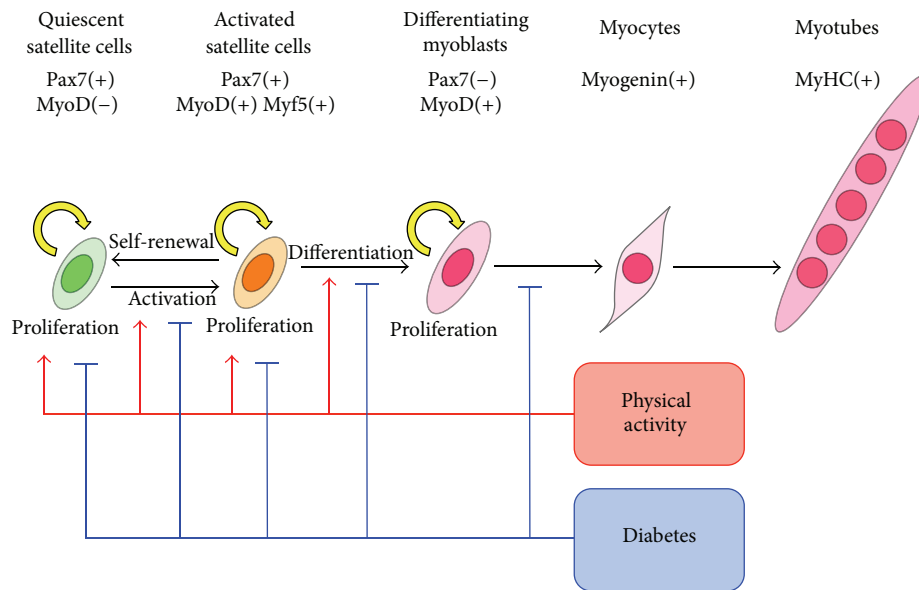 Quiescent
satellite cells
Pax7(+)
MyoD(−)
Activated
satellite cells
Pax7(+)
MyoD(+) Myf5(+)
Differentiating
myoblasts
Pax7(−)
MyoD(+)
Myocytes
Myogenin(+)
Myotubes
MyHC(+)
Self-renewal
Differentiation
Activation
Proliferation
Proliferation
Proliferation
Physical
activity
Diabetes